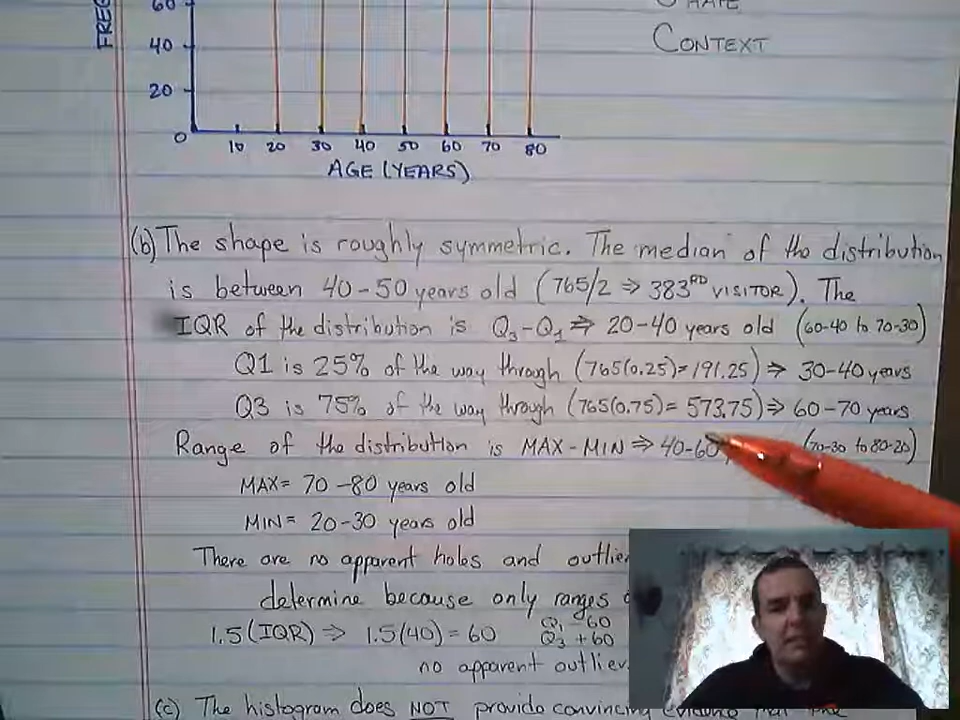 60
40
20
0 10 20 30 40 50 60 70 80
AGE (YEARS)
CONTEXT
(b) The shape is roughly symmetric. The median of the distribution
is between 40-50 years old (765/2 ⇒ 383RD VISITOR). The
IQR of the distribution is Q3-Q1 ⇒ 20-40 years old (60-40 to 70-30)
Q1 is 25% of the way through (765(0.25)=191.25) ⇒ 30-40 years
Q3 is 75% of the way through (765(0.75)= 573.75) ⇒ 60-70 years
Range of the distribution is MAX-MIN ⇒ 40-60 (70-30 to 80-20)
MAX= 70-80 years old
MIN= 20-30 years old
There are no apparent holes and
determine because only ranges
1.5(IQR) ⇒ 1.5(40) = 60 Q1 -60
Q3 +60
no apparent
(c) The histogram does NOT provide convincing evidence that the